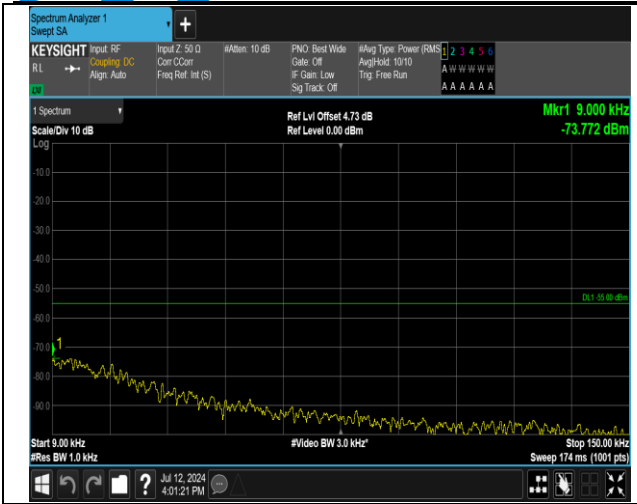 Spectrum Analyzer 1
Swept SA
+
KEYSIGHT
RL
Input: RF
Coupling: DC
Align: Auto
Input Z: 50 Ω
Corr CCorr
Freq Ref: Int (S)
#Atten: 10 dB
PNO: Best Wide
Gate: Off
IF Gain: Low
Sig Track: Off
#Avg Type: Power (RMS
Avg|Hold: 10/10
Trig: Free Run
1 2 3 4 5 6
A W W W W W
A A A A A A
LXI
1 Spectrum
Scale/Div 10 dB
Ref Lvl Offset 4.73 dB
Ref Level 0.00 dBm
Mkr1 9.000 kHz
-73.772 dBm
Log
-10.0
-20.0
-30.0
-40.0
-50.0
DL1 -55.00 dBm
-60.0
-70.0
1
-80.0
-90.0
Start 9.00 kHz
#Video BW 3.0 kHz*
Stop 150.00 kHz
#Res BW 1.0 kHz
Sweep 174 ms (1001 pts)
?
Jul 12, 2024
4:01:21 PM